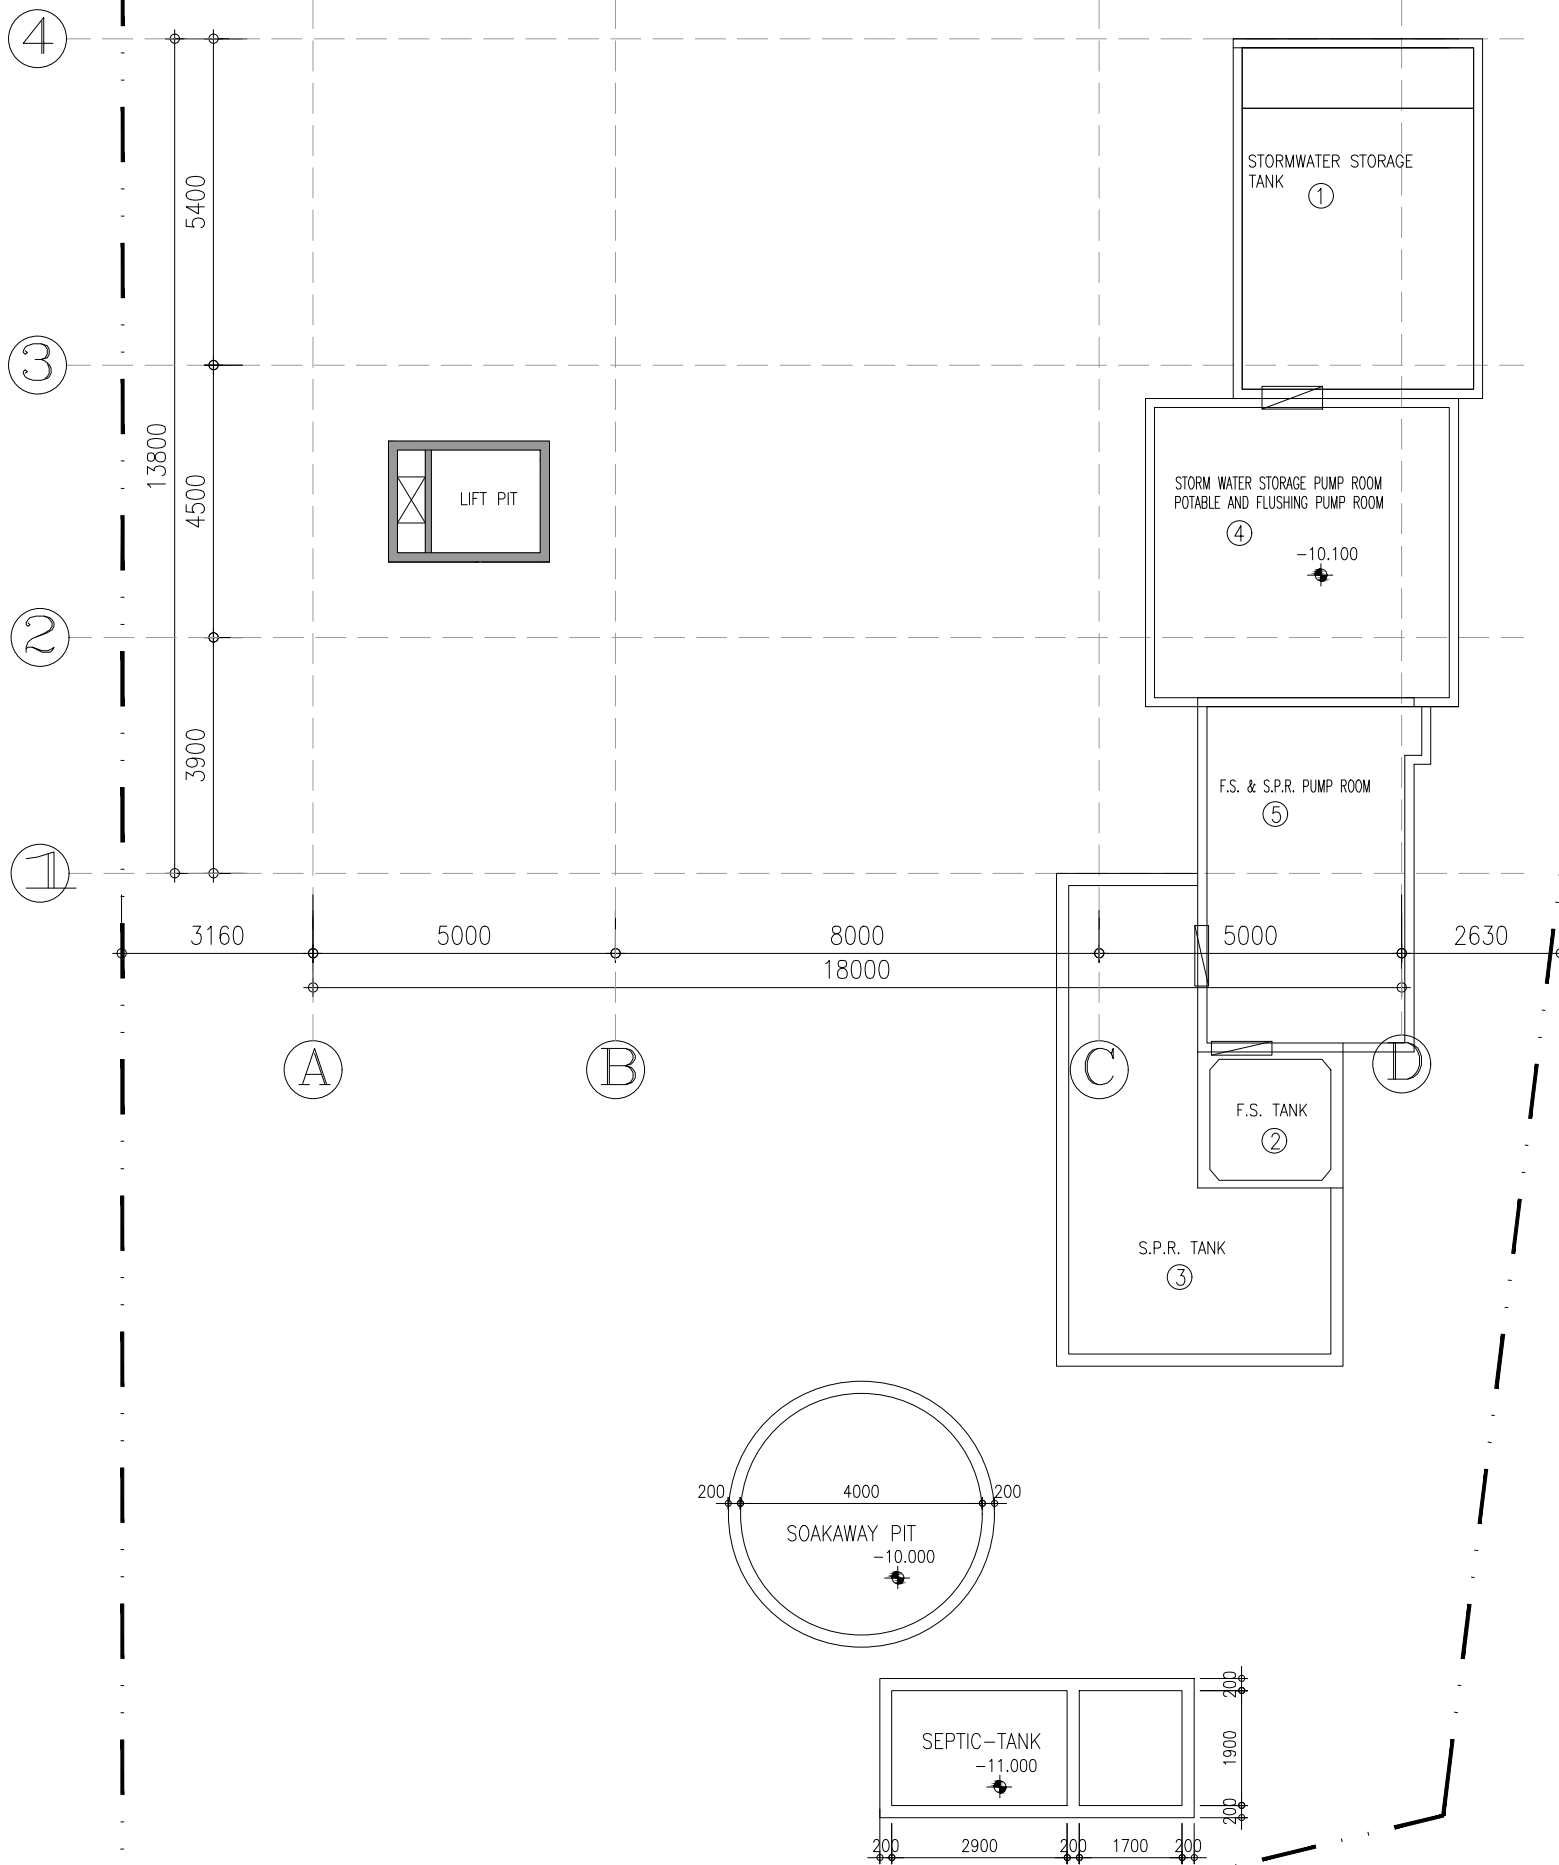 4
5400
STORMWATER STORAGE
TANK
1
3
13800
4500
LIFT PIT
STORM WATER STORAGE PUMP ROOM
POTABLE AND FLUSHING PUMP ROOM
4
-10.100
2
3900
F.S. & S.P.R. PUMP ROOM
5
1
3160
5000
8000
5000
2630
18000
A
B
C
D
F.S. TANK
2
S.P.R. TANK
3
200
4000
200
SOAKAWAY PIT
-10.000
200
1900
200
SEPTIC-TANK
-11.000
200
2900
200
1700
200